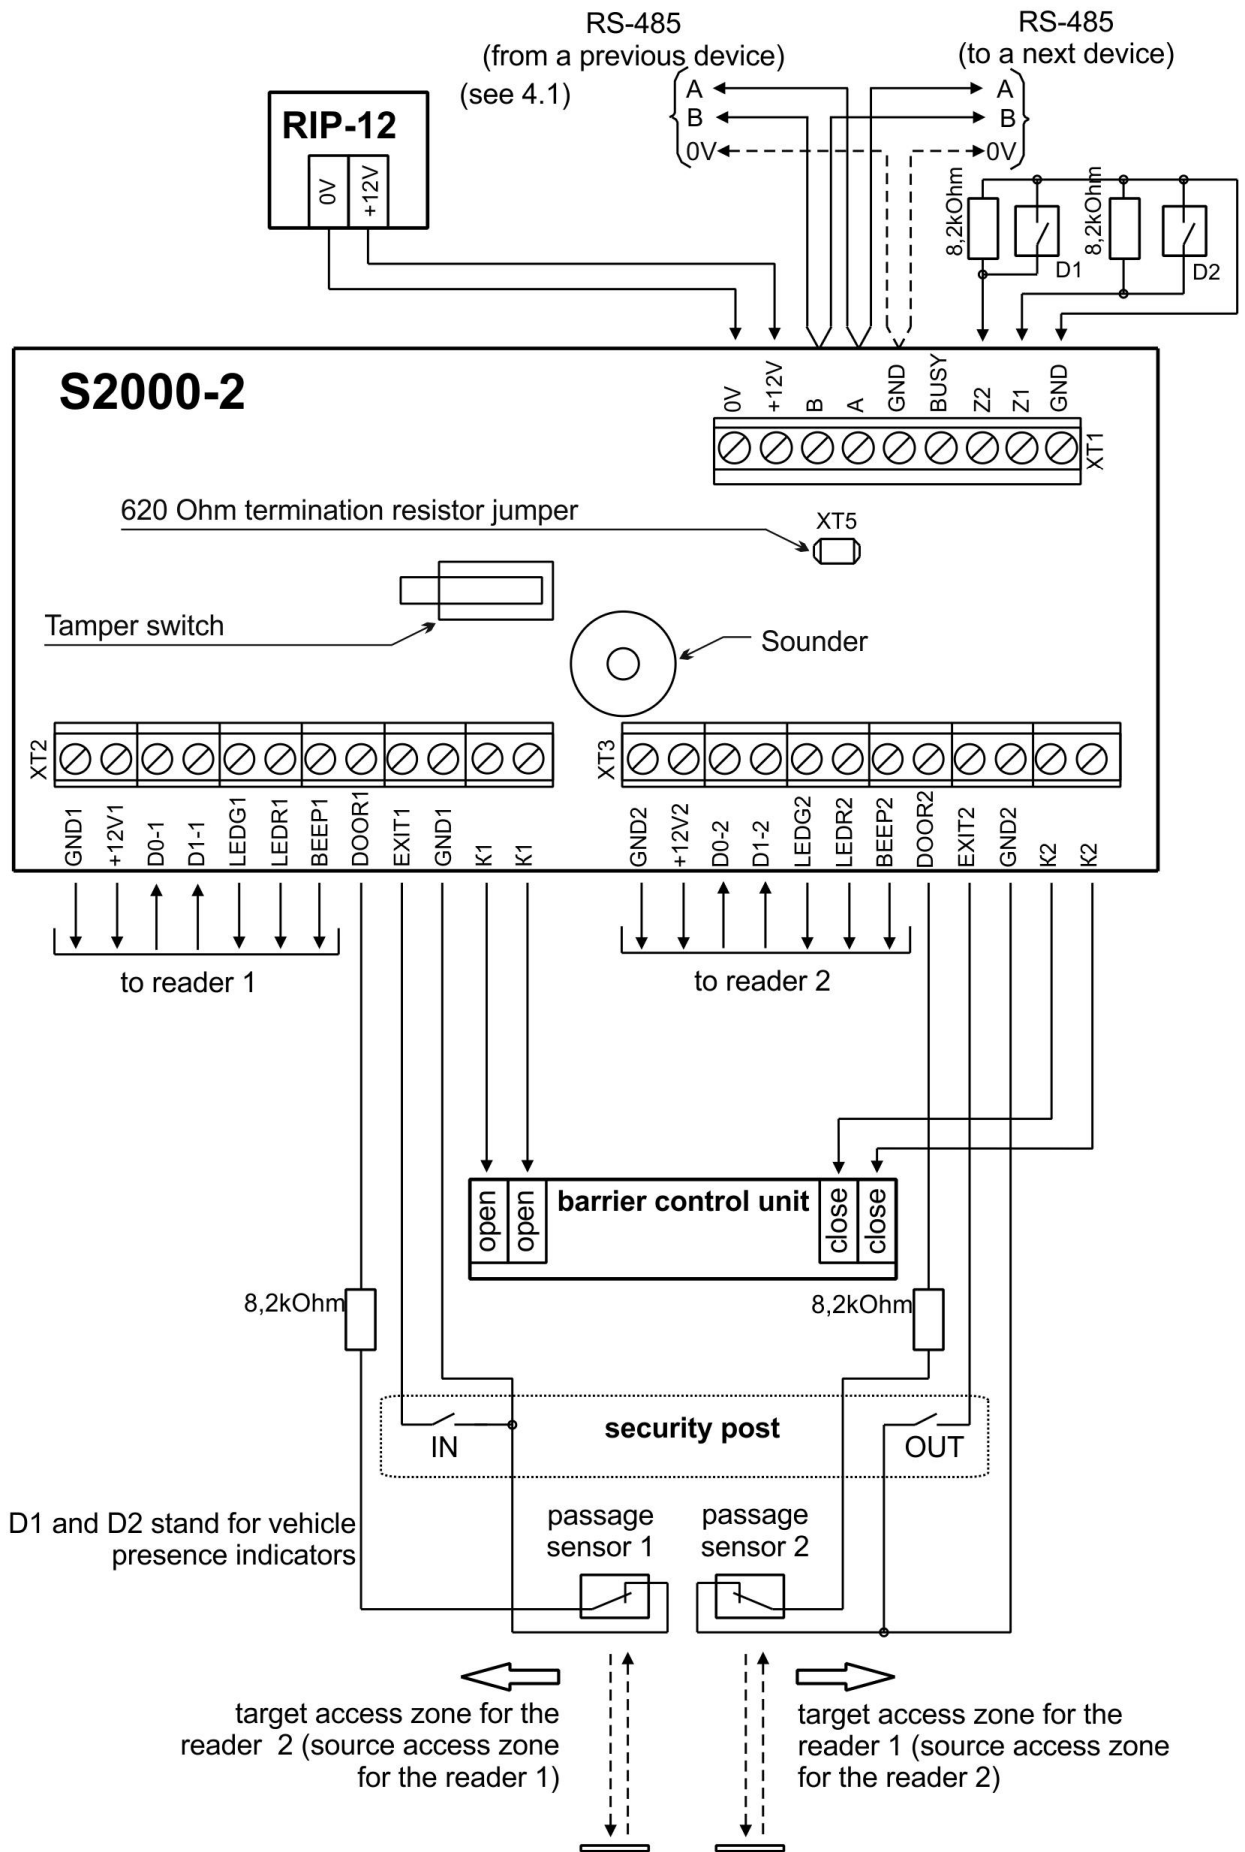 RS-485
(from a previous device)
(see 4.1)
RS-485
(to a next device)
A
B
0V
A
B
0V
RIP-12
0V
+12V
8,2kOhm
D1
8,2kOhm
D2
S2000-2
0V
+12V
B
A
GND
BUSY
Z2
Z1
GND
XT1
620 Ohm termination resistor jumper
XT5
Tamper switch
Sounder
XT2
GND1
+12V1
D0-1
D1-1
LEDG1
LEDR1
BEEP1
DOOR1
EXIT1
GND1
K1
K1
XT3
GND2
+12V2
D0-2
D1-2
LEDG2
LEDR2
BEEP2
DOOR2
EXIT2
GND2
K2
K2
to reader 1
to reader 2
open
open
barrier control unit
close
close
8,2kOhm
8,2kOhm
IN
security post
OUT
D1 and D2 stand for vehicle
presence indicators
passage
sensor 1
passage
sensor 2
target access zone for the
reader 2 (source access zone
for the reader 1)
target access zone for the
reader 1 (source access zone
for the reader 2)